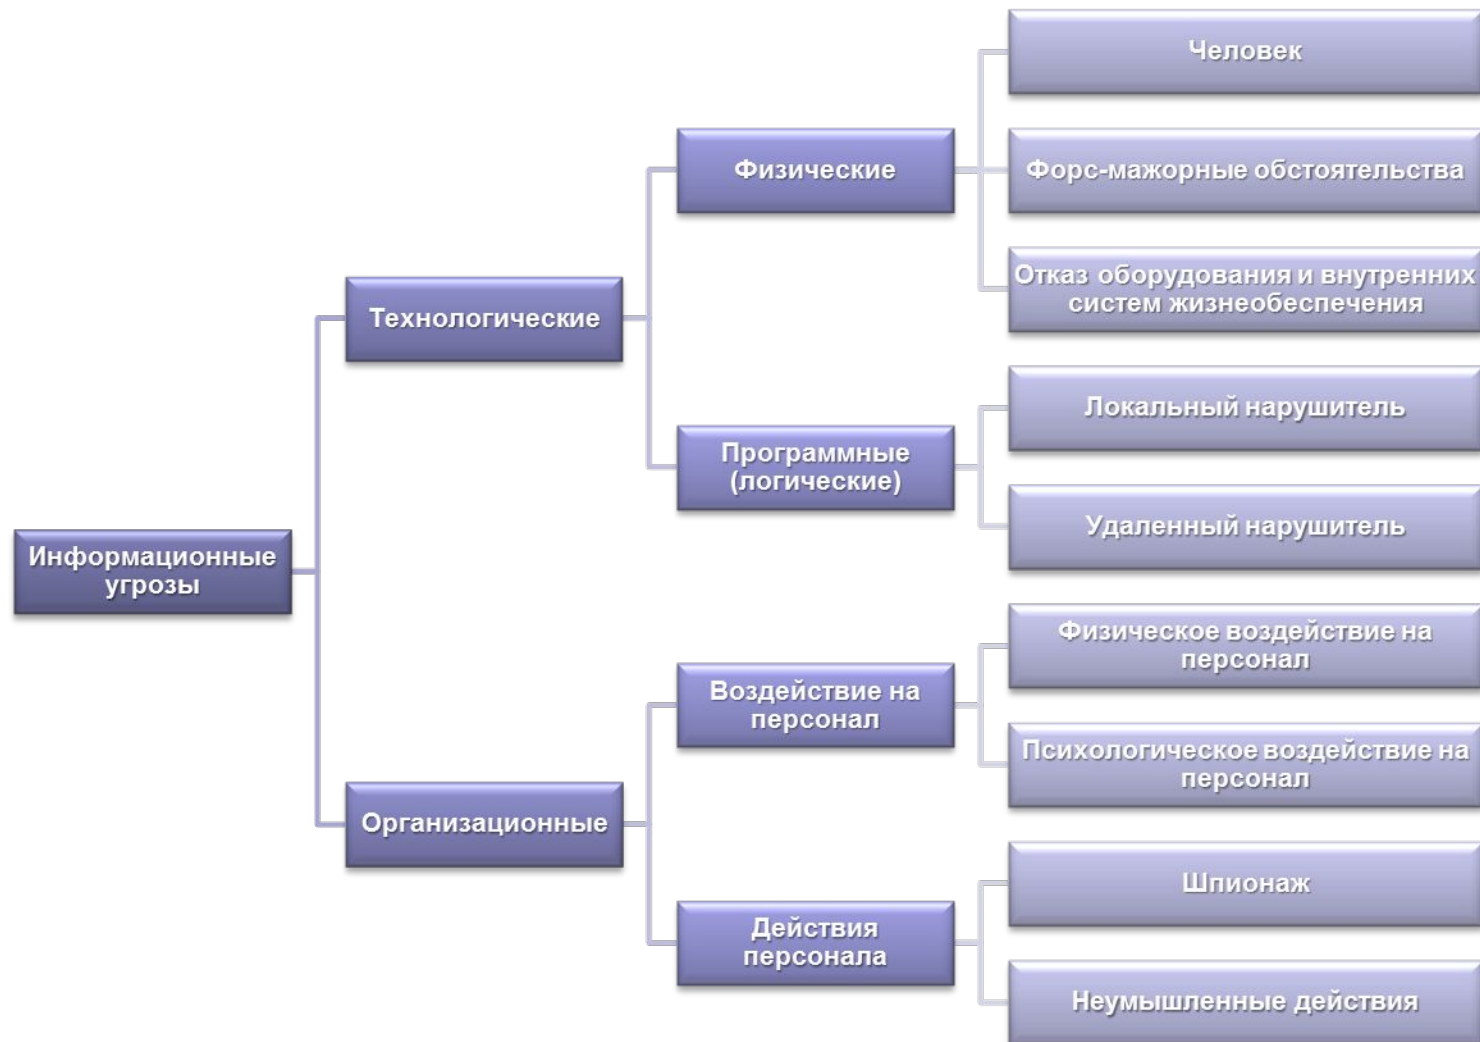 Человек
Физические
Форс-мажорные обстоятельства
Отказ оборудования и внутренних
систем жизнеобеспечения
Технологические
Локальный нарушитель
Программные
(логические)
Удаленный нарушитель
Информационные
угрозы
Физическое воздействие на
персонал
Воздействие на
персонал
Психологическое воздействие на
персонал
Организационные
Шпионаж
Действия
персонала
Неумышленные действия